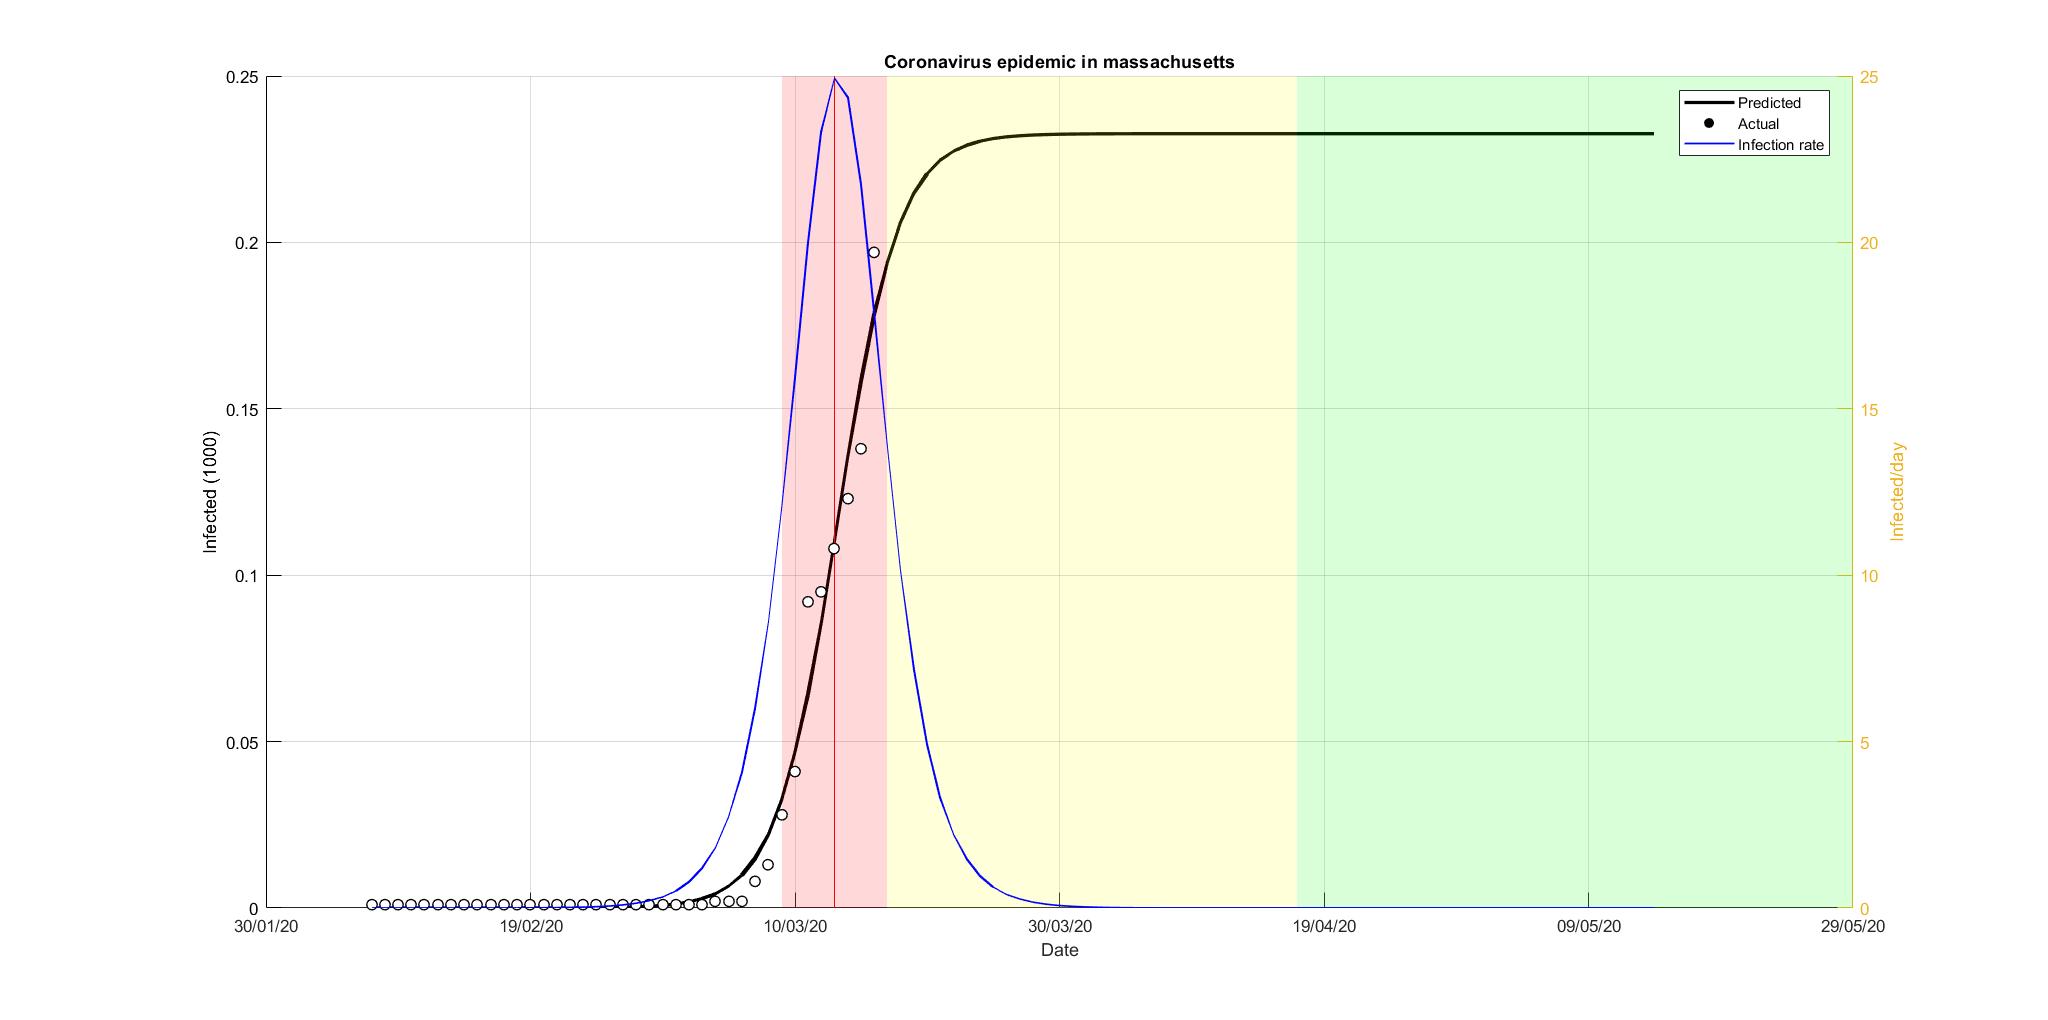 Coronavirus epidemic in massachusetts
0.25
0.2
0.15
0.1
0.05
0
Infected (1000)
25
20
15
10
5
0
Infected/day
Predicted
Actual
Infection rate
30/01/20
19/02/20
10/03/20
30/03/20
19/04/20
09/05/20
29/05/20
Date